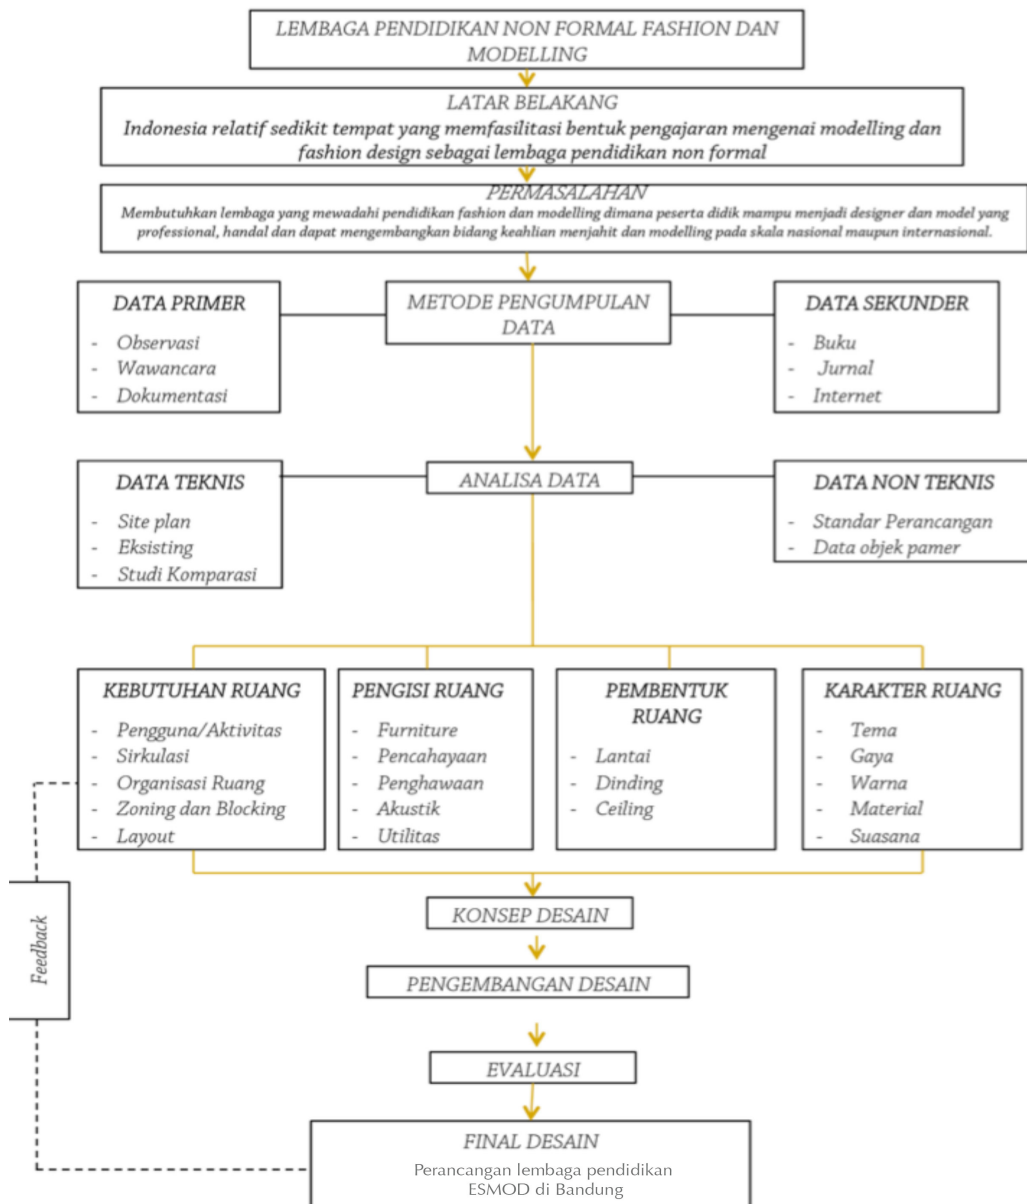 LEMBAGA PENDIDIKAN NON FORMAL FASHION DAN
MODELLING
LATAR BELAKANG
Indonesia relatif sedikit tempat yang memfasilitasi bentuk pengajaran mengenai modelling dan
fashion design sebagai lembaga pendidikan non formal
PERMASALAHAN
Membutuhkan lembaga yang mewadahi pendidikan fashion dan modelling dimana peserta didik mampu menjadi designer dan model yang
professional, handal dan dapat mengembangkan bidang keahlian menjahit dan modelling pada skala nasional maupun internasional.
DATA PRIMER
- Observasi
- Wawancara
- Dokumentasi
METODE PENGUMPULAN
DATA
DATA SEKUNDER
- Buku
- Jurnal
- Internet
DATA TEKNIS
- Site plan
- Eksisting
- Studi Komparasi
ANALISA DATA
DATA NON TEKNIS
- Standar Perancangan
- Data objek pamer
KEBUTUHAN RUANG
- Pengguna/Aktivitas
- Sirkulasi
- Organisasi Ruang
- Zoning dan Blocking
- Layout
PENGISI RUANG
- Furniture
- Pencahayaan
- Penghawaan
- Akustik
- Utilitas
PEMBENTUK
RUANG
- Lantai
- Dinding
- Ceiling
KARAKTER RUANG
- Tema
- Gaya
- Warna
- Material
- Suasana
Feedback
KONSEP DESAIN
PENGEMBANGAN DESAIN
EVALUASI
FINAL DESAIN
Perancangan lembaga pendidikan
ESMOD di Bandung